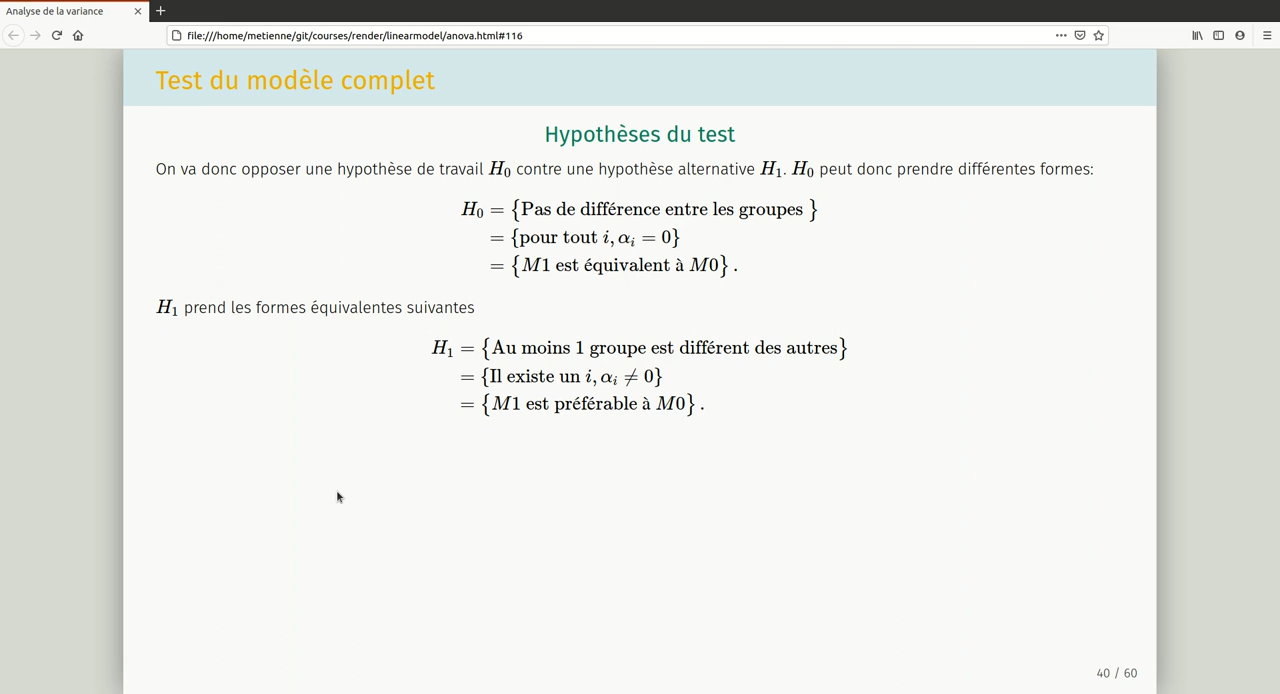 Analyse de la variance
file:///home/metienne/git/courses/render/linearmodel/anova.html#116
Test du modèle complet
Hypothèses du test
On va donc opposer une hypothèse de travail H₀ contre une hypothèse alternative H₁. H₀ peut donc prendre différentes formes:
H₀ = {Pas de différence entre les groupes }
= {pour tout i, αᵢ = 0}
= {M1 est équivalent à M0} .
H₁ prend les formes équivalentes suivantes
H₁ = {Au moins 1 groupe est différent des autres}
= {Il existe un i, αᵢ ≠ 0}
= {M1 est préférable à M0} .
40 / 60